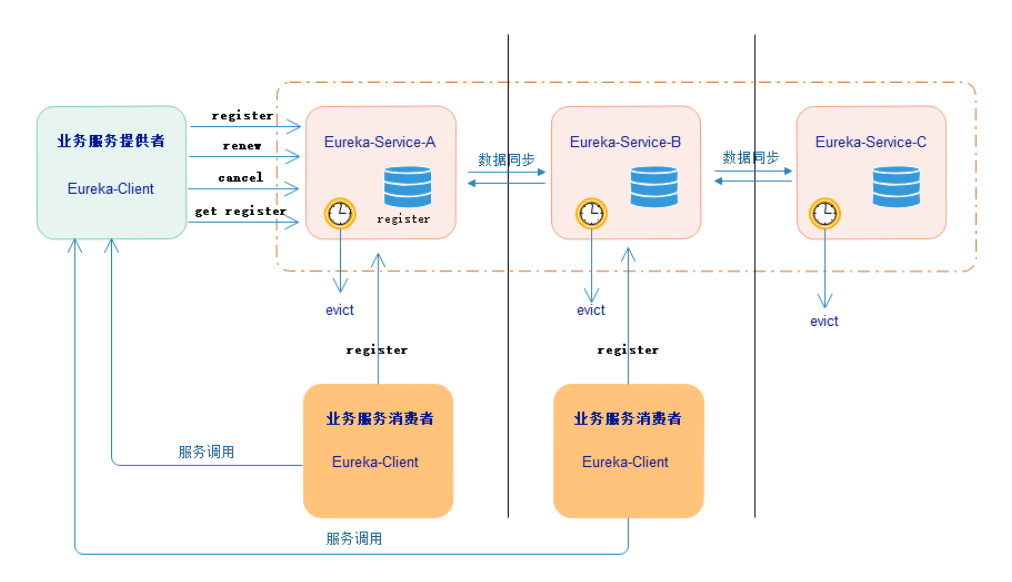 业务服务提供者
Eureka-Client
register
renew
cancel
get register
Eureka-Service-A
register
数据同步
Eureka-Service-B
数据同步
Eureka-Service-C
evict
evict
evict
register
register
业务服务消费者
Eureka-Client
业务服务消费者
Eureka-Client
服务调用
服务调用